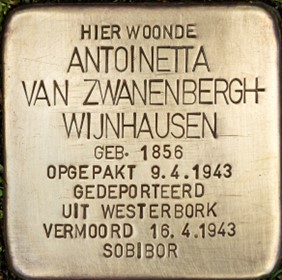 HIER WOONDE
ANTOINETTA
VAN ZWANENBERGH-
WIJNHAUSEN
GEB. 1856
OPGEPAKT 9.4.1943
GEDEPORTEERD
UIT WESTERBORK
VERMOORD 16.4.1943
SOBIBOR